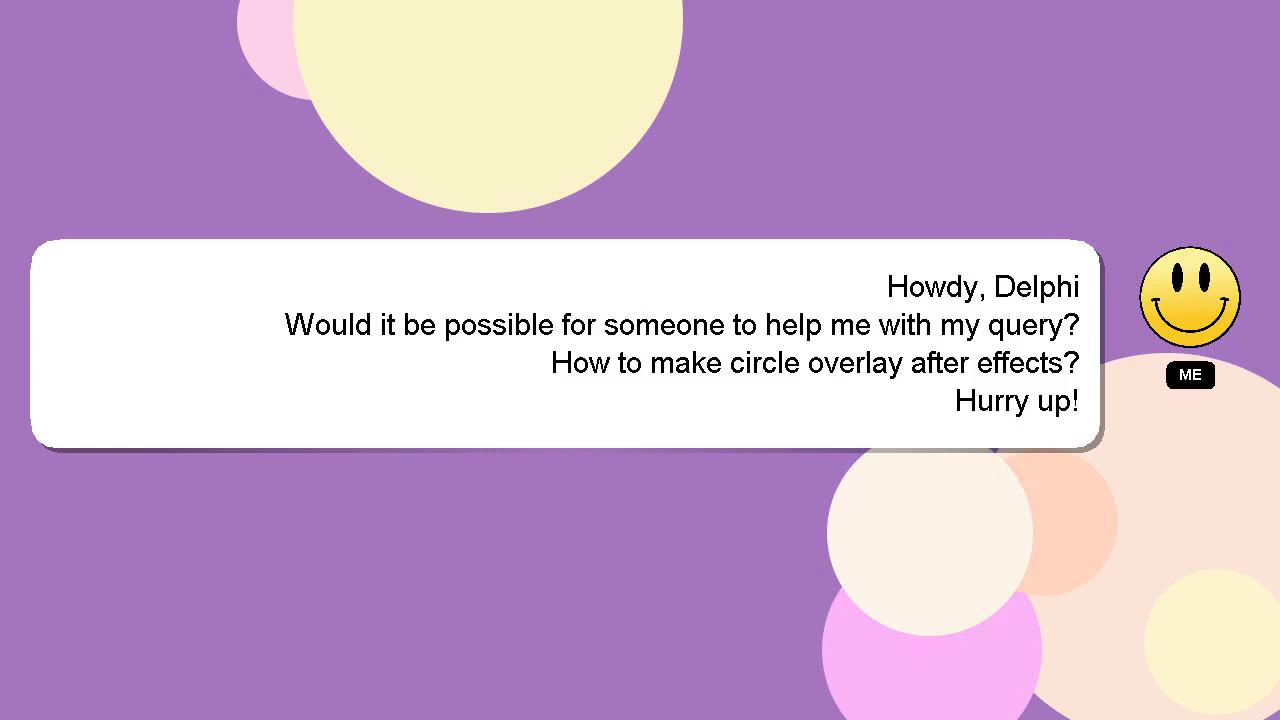 Howdy, Delphi
Would it be possible for someone to help me with my query?
How to make circle overlay after effects?
Hurry up!
ME